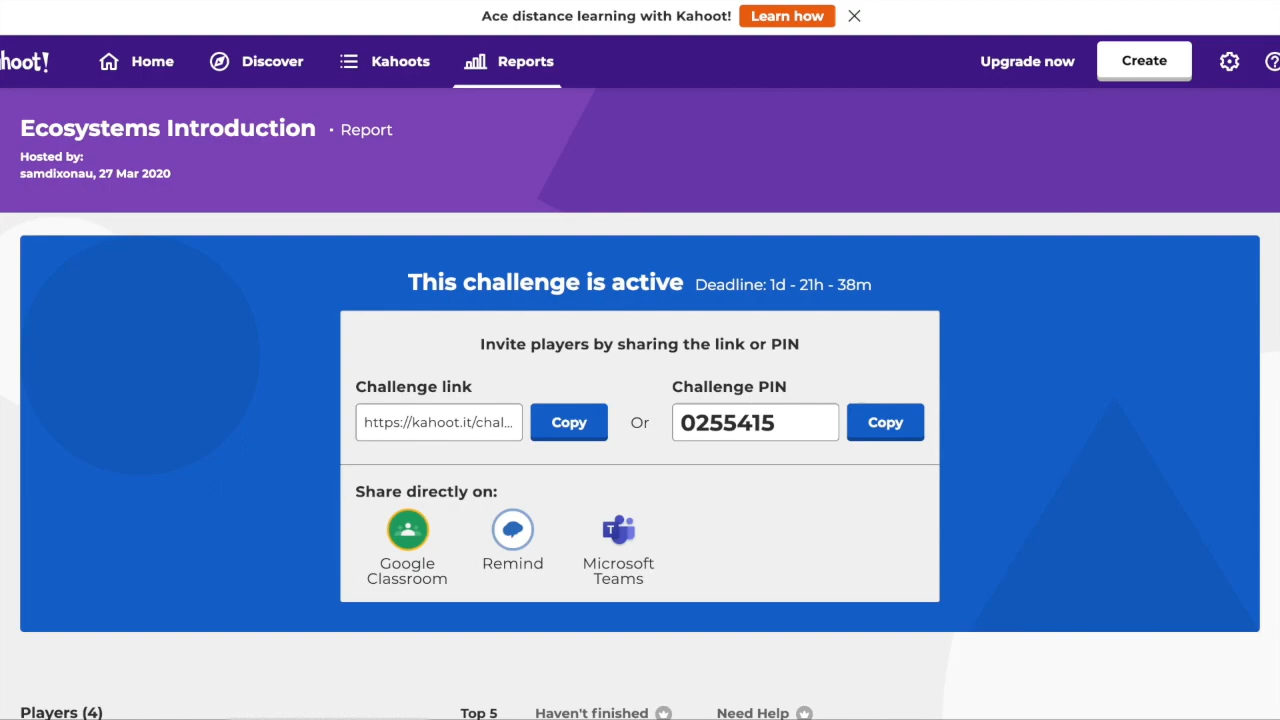 Ace distance learning with Kahoot! Learn how
hoot! Home Discover Kahoots Reports Upgrade now Create
Ecosystems Introduction · Report
Hosted by:
samdixonau, 27 Mar 2020
This challenge is active Deadline: 1d - 21h - 38m
Invite players by sharing the link or PIN
Challenge link Challenge PIN
https://kahoot.it/chal... Copy Or 0255415 Copy
Share directly on:
Google Classroom Remind Microsoft Teams
Players (4) Top 5 Haven't finished Need Help